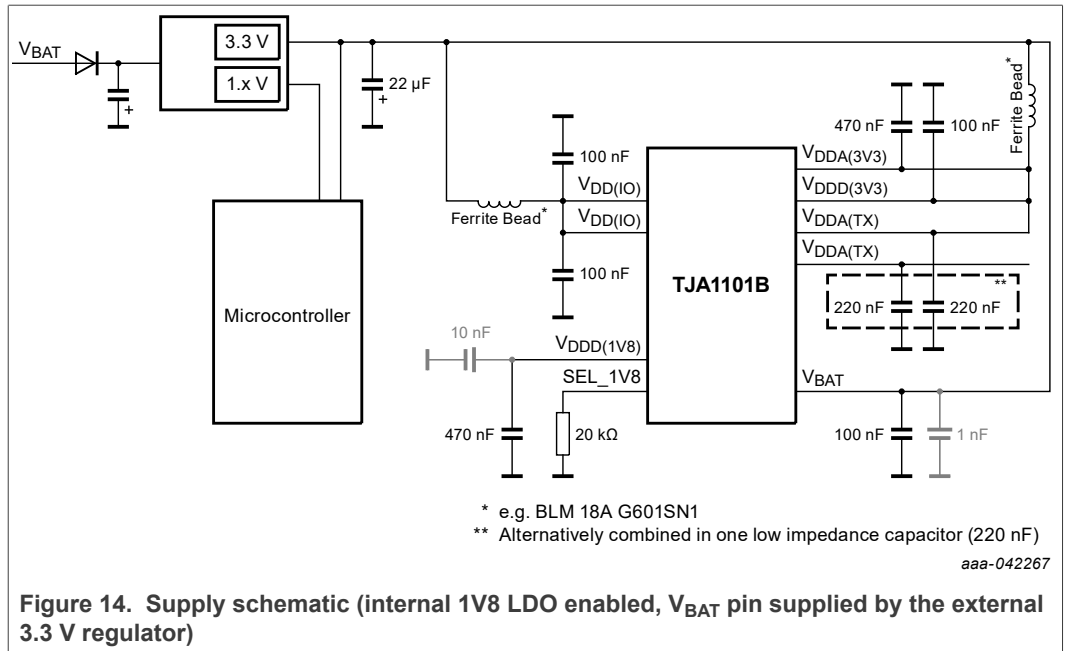 VBAT
3.3 V
1.x V
22 µF
+
+
Ferrite Bead*
470 nF
100 nF
100 nF
VDDA(3V3)
VDD(IO)
VDDD(3V3)
Ferrite Bead*
VDD(IO)
VDDA(TX)
VDDA(TX)
100 nF
TJA1101B
**
220 nF
220 nF
Microcontroller
10 nF
VDDD(1V8)
SEL_1V8
VBAT
470 nF
20 kΩ
100 nF
1 nF
* e.g. BLM 18A G601SN1
** Alternatively combined in one low impedance capacitor (220 nF)
aaa-042267
Figure 14. Supply schematic (internal 1V8 LDO enabled, VBAT pin supplied by the external
3.3 V regulator)